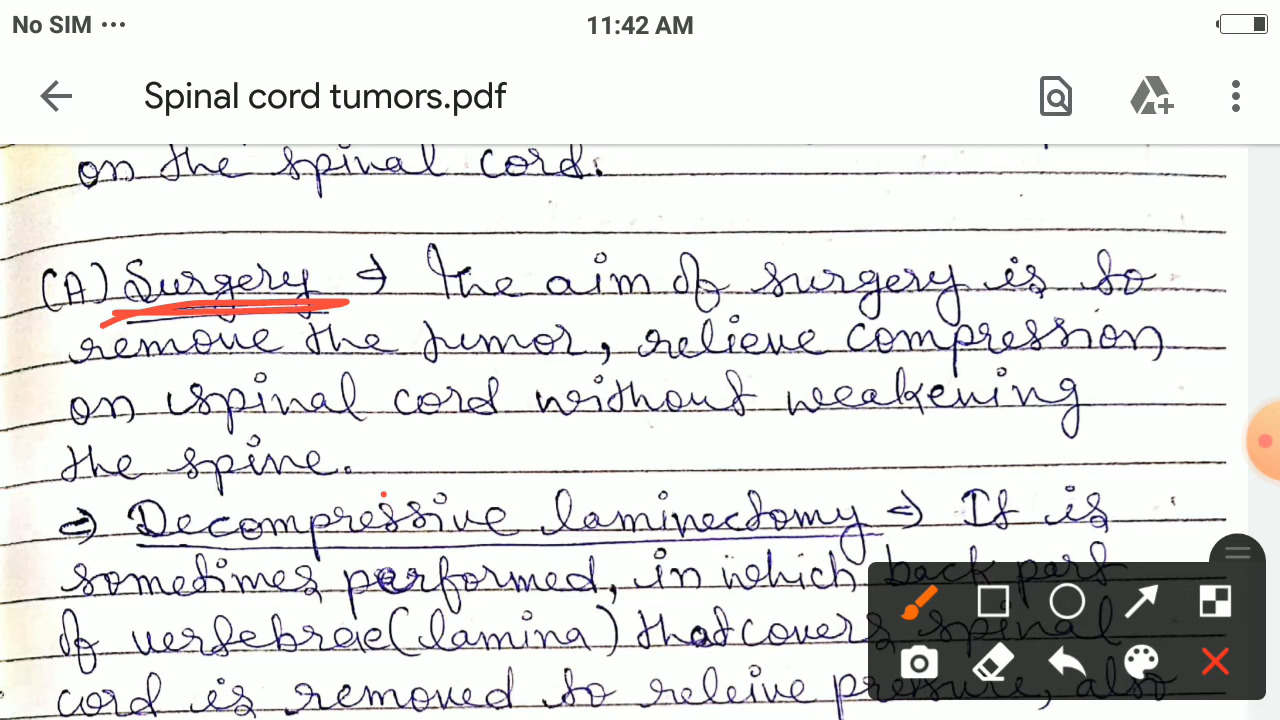 No SIM ··· 11:42 AM
Spinal cord tumors.pdf
on the spinal cord.
(A) Surgery ⇒ The aim of surgery is to
remove the tumor, relieve compression
on spinal cord without weakening
the spine.
⇒ Decompressive laminectomy ⇒ It is
sometimes performed, in which back part
of vertebrae (lamina) that covers spinal
cord is removed to releive pressure, also